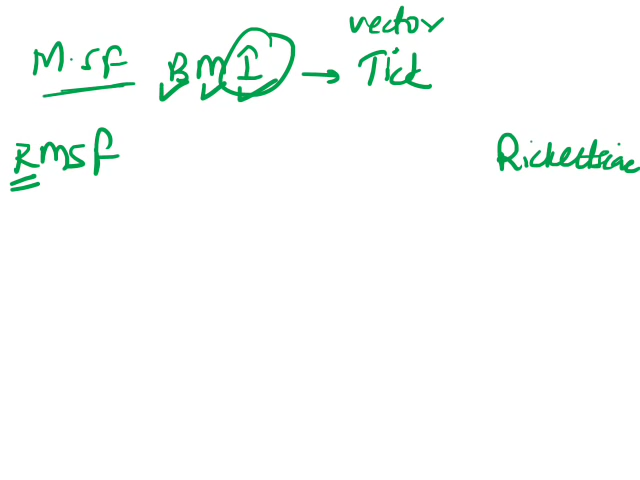 vector
M.SF BMI → Tick
RMSF Rickettsiae